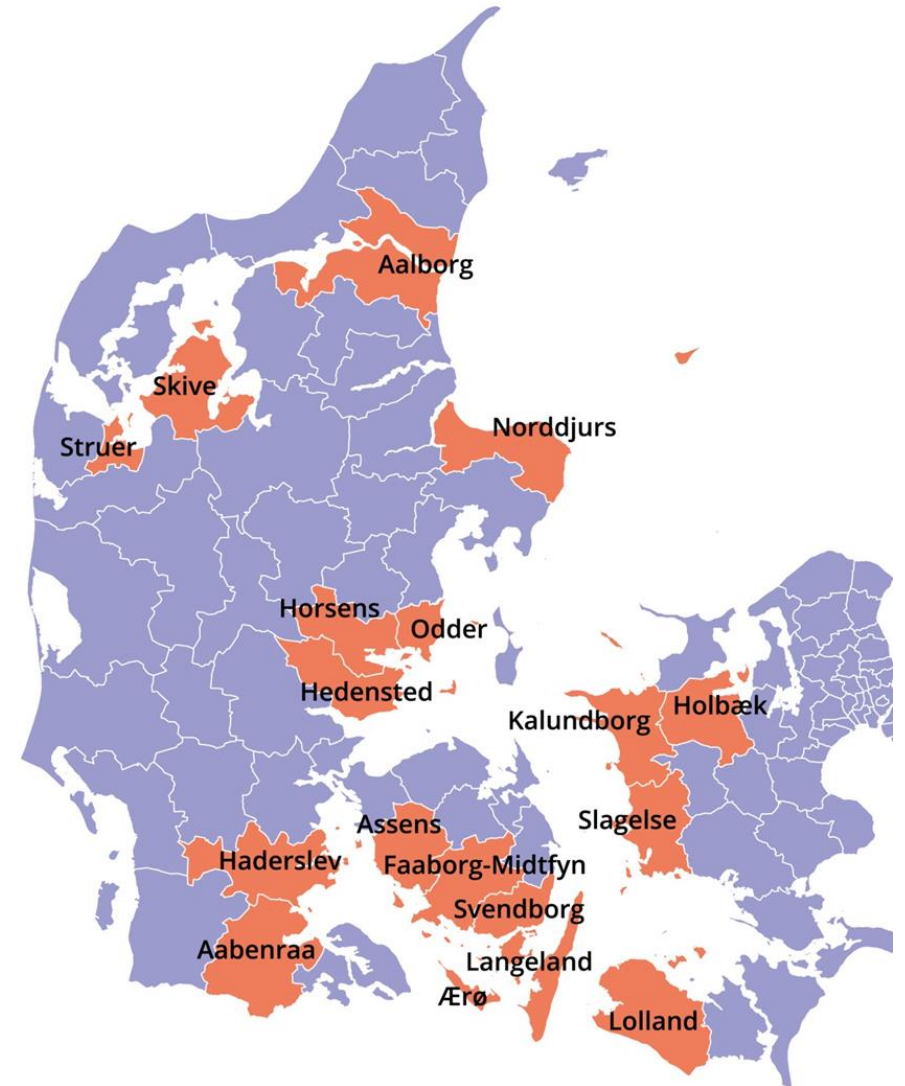 Aalborg
Skive
Norddjurs
Struer
Horsens
Odder
Hedensted
Holbæk
Kalundborg
Slagelse
Assens
Haderslev
Faaborg-Midtfyn
Svendborg
Aabenraa
Langeland
Ærø
Lolland